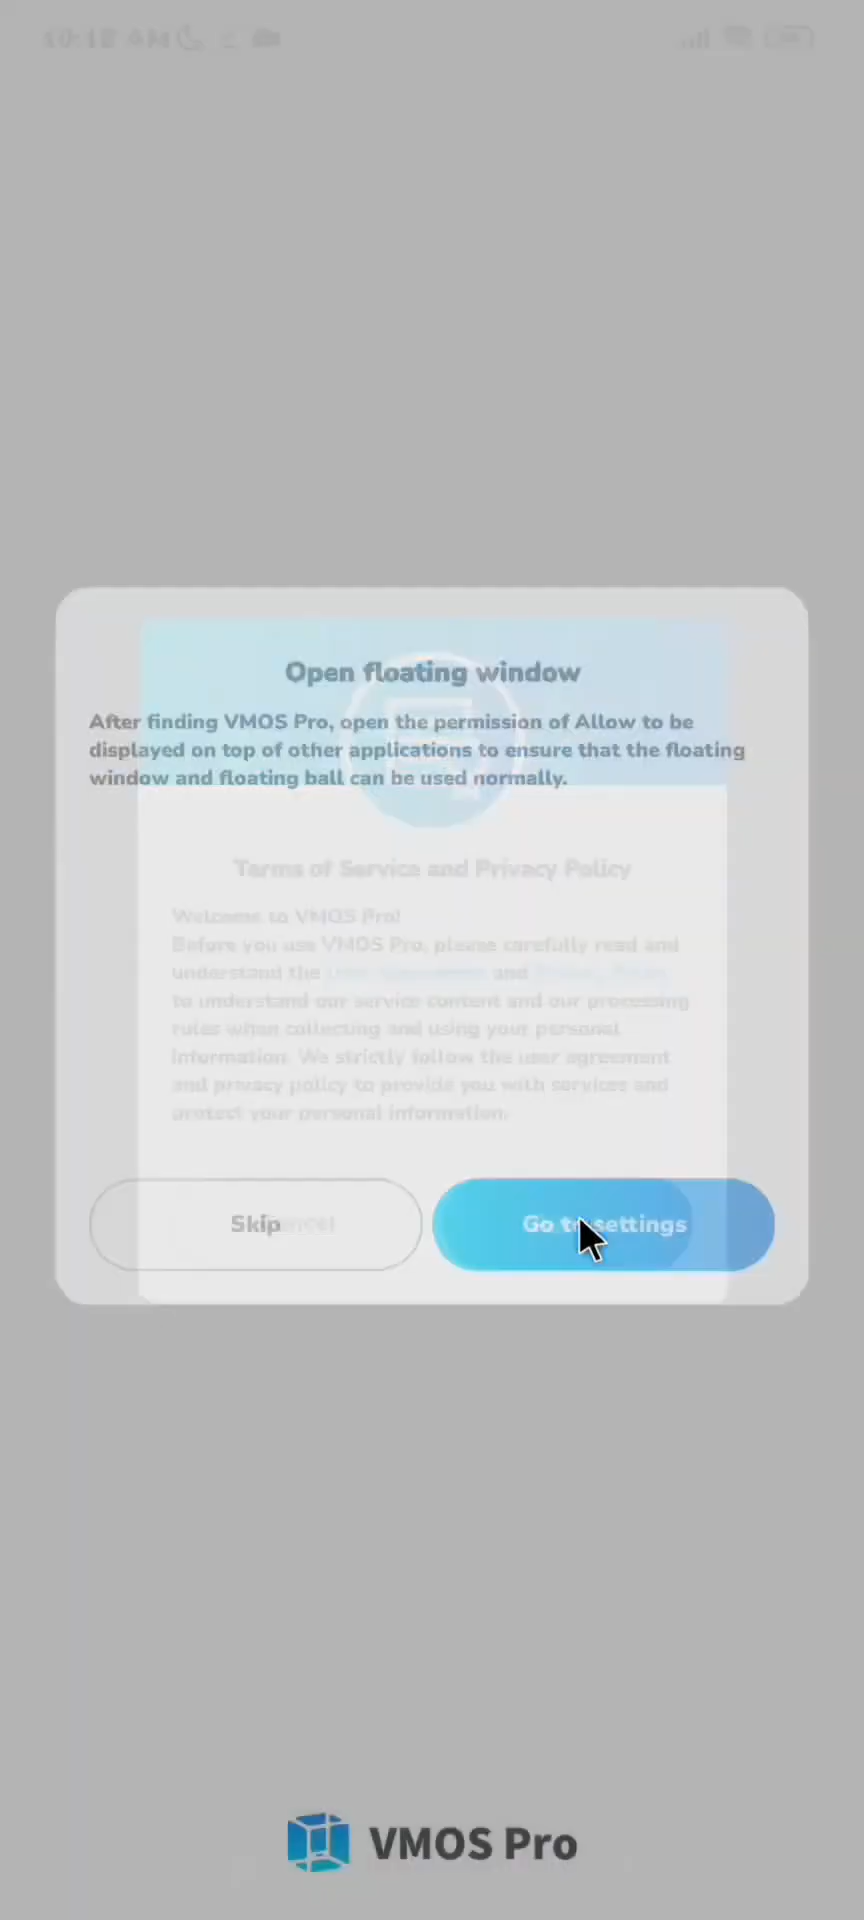 10:12 AM
Open floating window
After finding VMOS Pro, open the permission of Allow to be
displayed on top of other applications to ensure that the floating
window and floating ball can be used normally.
Terms of Service and Privacy Policy
Welcome to VMOS Pro!
Before you use VMOS Pro, please carefully read and
understand the User Agreement and Privacy Policy
to understand our service content and our processing
rules when collecting and using your personal
information. We strictly follow the user agreement
and privacy policy to provide you with services and
protect your personal information.
Skip
Cancel
Go to settings
VMOS Pro